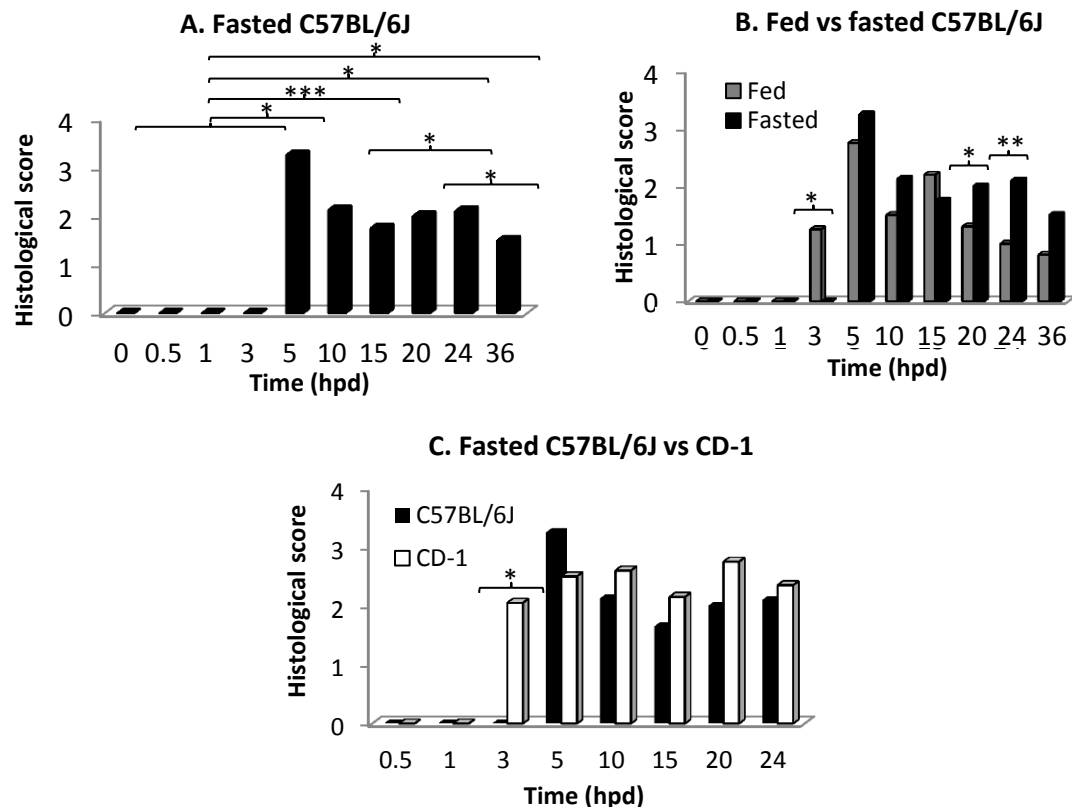 A. Fasted C57BL/6J
*
*
***
*
*
*
Histological score
4
3
2
1
0
0 0.5 1 3 5 10 15 20 24 36
Time (hpd)
B. Fed vs fasted C57BL/6J
Fed
Fasted
*
*
**
Histological score
4
3
2
1
0
0 0.5 1 3 5 10 15 20 24 36
Time (hpd)
C. Fasted C57BL/6J vs CD-1
C57BL/6J
CD-1
*
Histological score
4
3
2
1
0
0.5 1 3 5 10 15 20 24
Time (hpd)